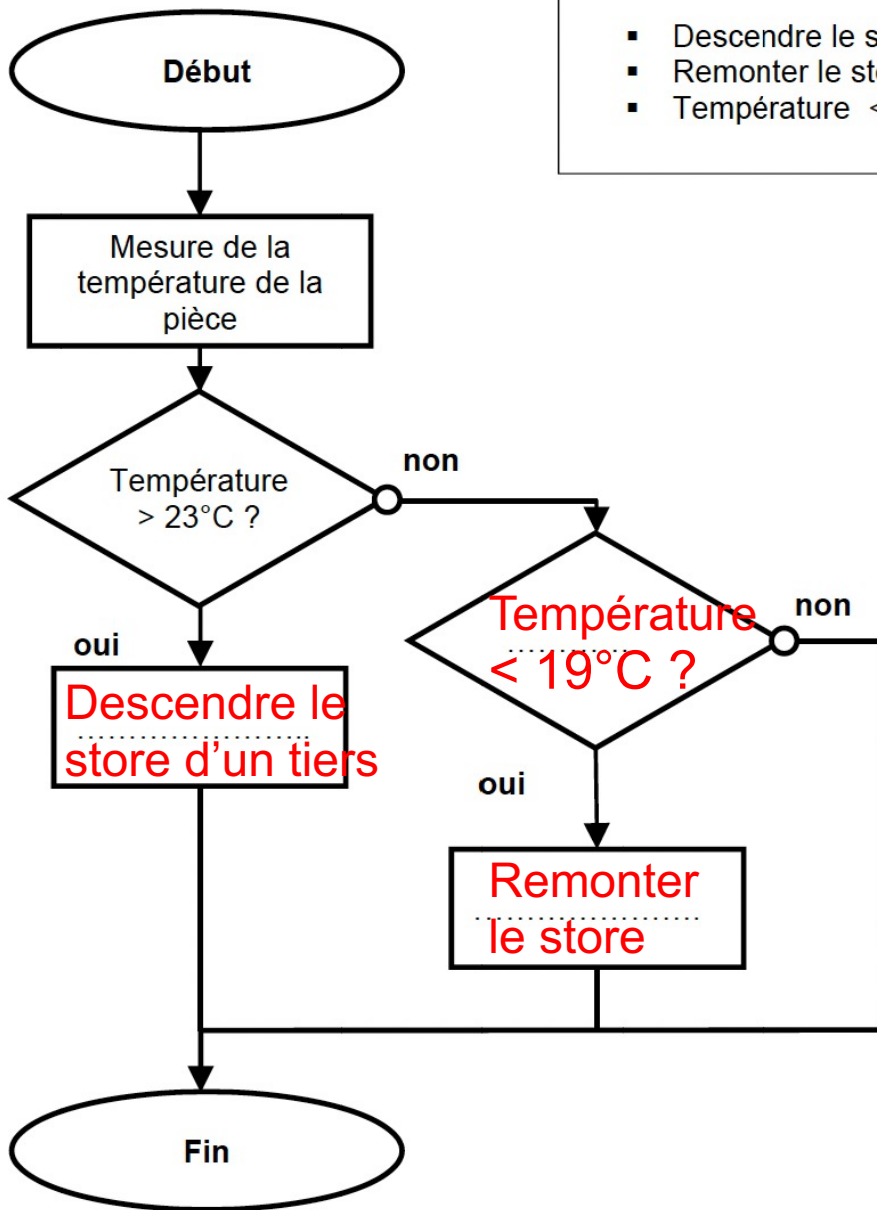 Début
▪ Descendre le s
▪ Remonter le st
▪ Température <
Mesure de la
température de la
pièce
Température
> 23°C ?
non
Température
< 19°C ?
non
oui
Descendre le
store d'un tiers
oui
Remonter
le store
Fin